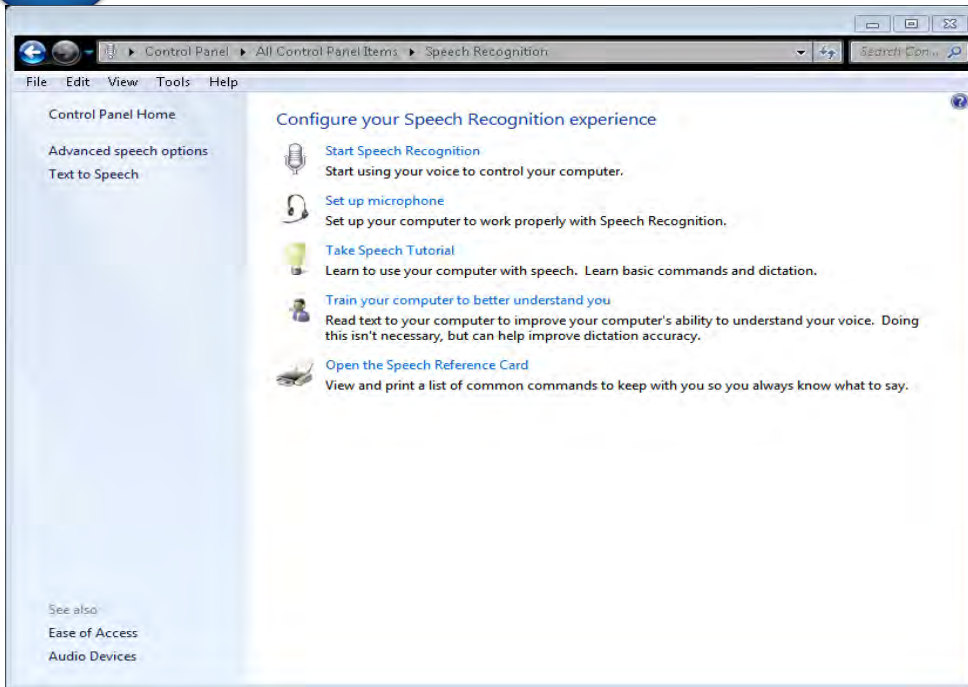 Control Panel ▸ All Control Panel Items ▸ Speech Recognition
Search Con...
File Edit View Tools Help
Control Panel Home
Advanced speech options
Text to Speech
Configure your Speech Recognition experience
Start Speech Recognition
Start using your voice to control your computer.
Set up microphone
Set up your computer to work properly with Speech Recognition.
Take Speech Tutorial
Learn to use your computer with speech. Learn basic commands and dictation.
Train your computer to better understand you
Read text to your computer to improve your computer's ability to understand your voice. Doing
this isn't necessary, but can help improve dictation accuracy.
Open the Speech Reference Card
View and print a list of common commands to keep with you so you always know what to say.
See also
Ease of Access
Audio Devices